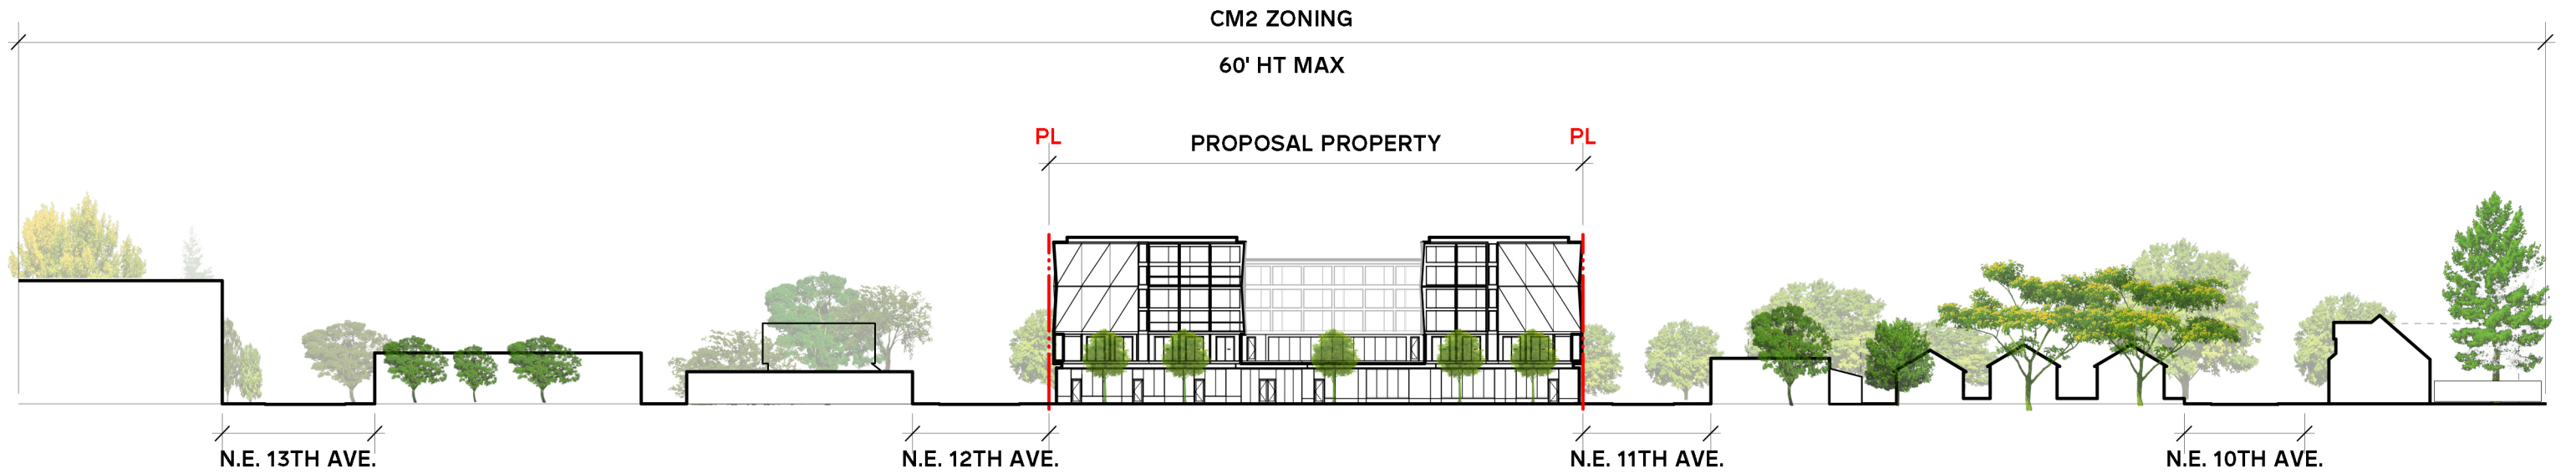 CM2 ZONING
60' HT MAX
PL
PROPOSAL PROPERTY
PL
N.E. 13TH AVE.
N.E. 12TH AVE.
N.E. 11TH AVE.
N.E. 10TH AVE.